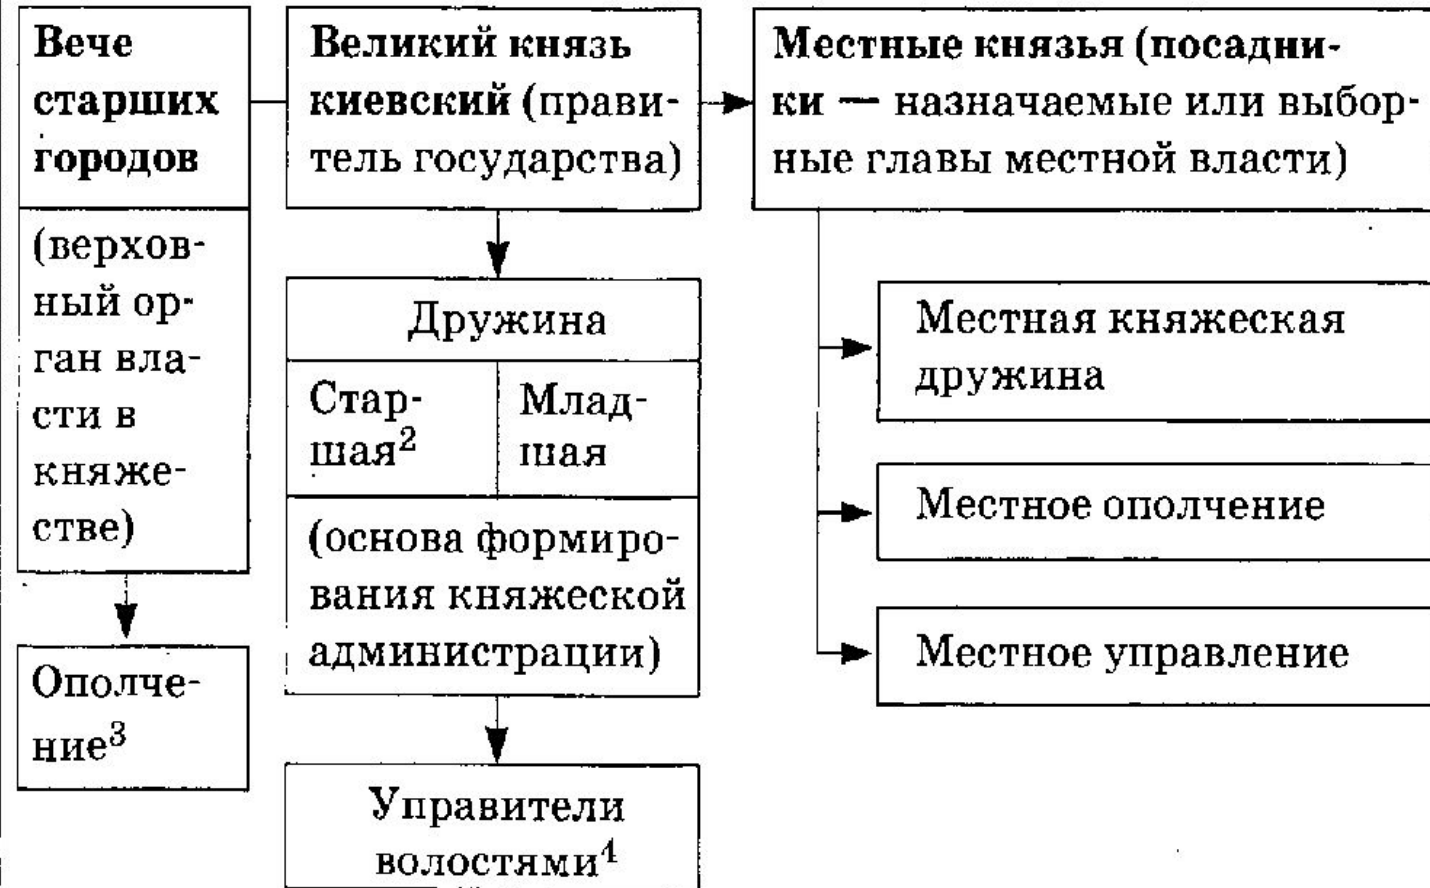 Вече
старших
городов
(верхов-
ный ор-
ган вла-
сти в
княже-
стве)
Ополче-
ние³
Великий князь
киевский (прави-
тель государства)
Дружина
Стар-
шая²
Млад-
шая
(основа формиро-
вания княжеской
администрации)
Управители
волостями⁴
Местные князья (посадни-
ки — назначаемые или выбор-
ные главы местной власти)
Местная княжеская
дружина
Местное ополчение
Местное управление